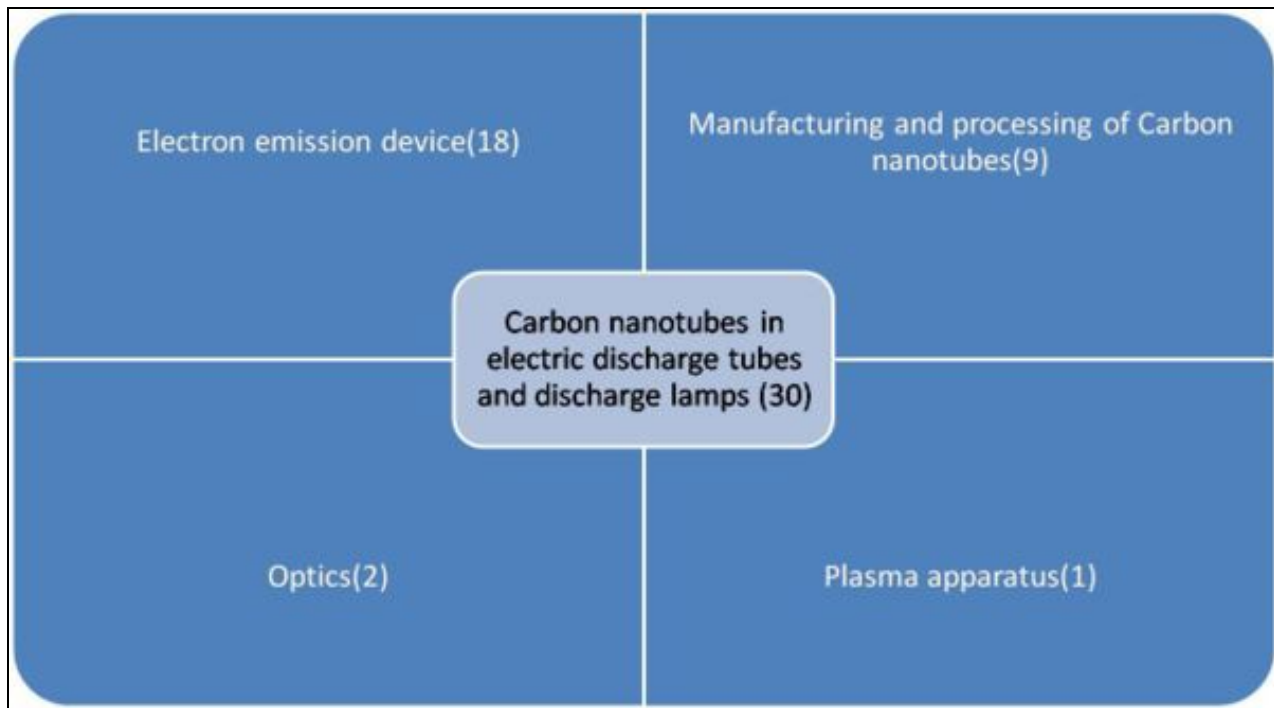 Electron emission device(18)
Manufacturing and processing of Carbon
nanotubes(9)
Carbon nanotubes in
electric discharge tubes
and discharge lamps (30)
Optics(2)
Plasma apparatus(1)